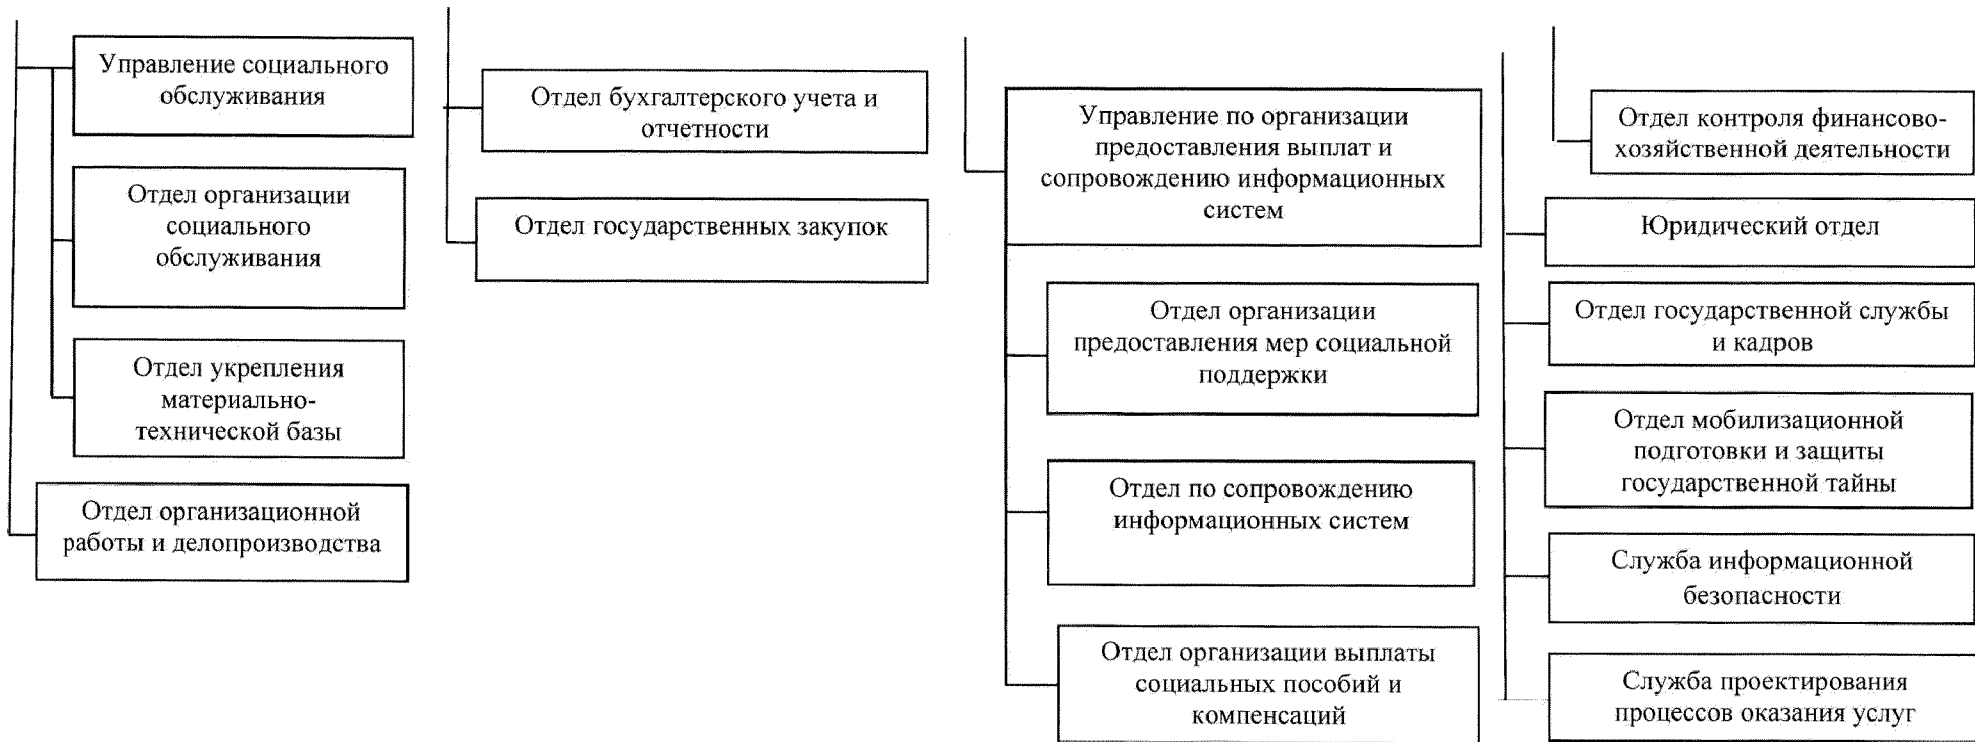 Управление социального
обслуживания
Отдел организации
социального
обслуживания
Отдел укрепления
материально-
технической базы
Отдел организационной
работы и делопроизводства
Отдел бухгалтерского учета и
отчетности
Отдел государственных закупок
Управление по организации
предоставления выплат и
сопровождению информационных
систем
Отдел организации
предоставления мер социальной
поддержки
Отдел по сопровождению
информационных систем
Отдел организации выплаты
социальных пособий и
компенсаций
Отдел контроля финансово-
хозяйственной деятельности
Юридический отдел
Отдел государственной службы
и кадров
Отдел мобилизационной
подготовки и защиты
государственной тайны
Служба информационной
безопасности
Служба проектирования
процессов оказания услуг